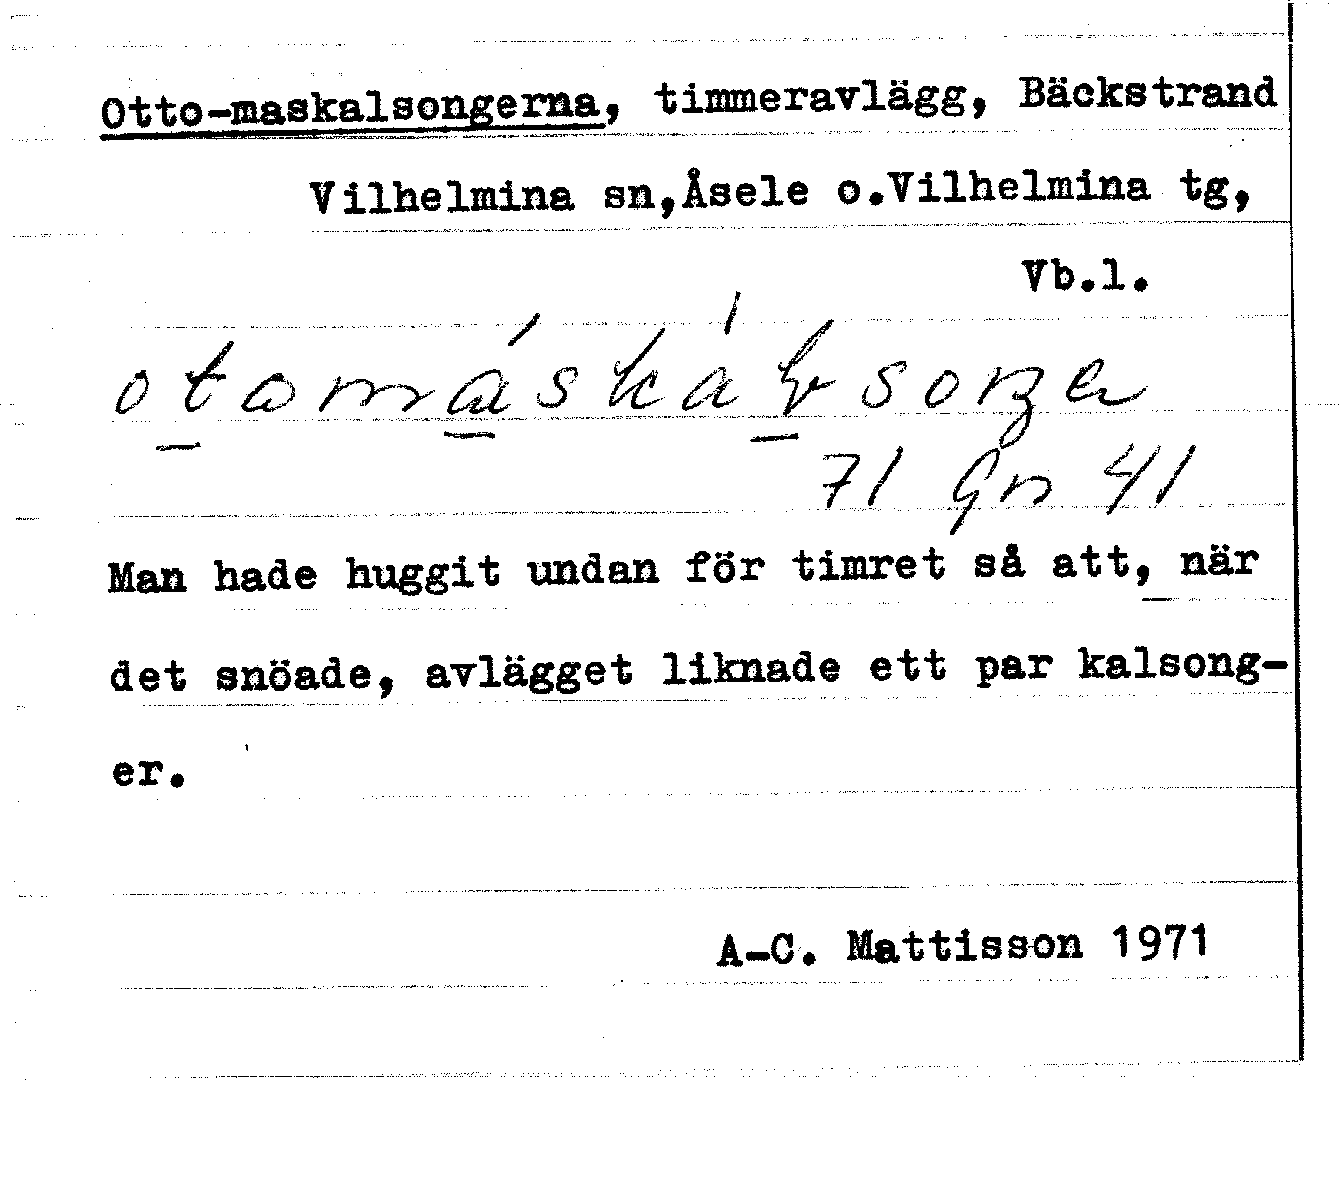 Otto-maskalsongerna, timmeravlägg, Bäckstrand
Vilhelmina sn,Åsele o.Vilhelmina tg,
Vb.l.
71 Gn 41
Man hade huggit undan för timret så att, när
det snöade, avlägget liknade ett par kalsong-
er.
A-C. Mattisson 1971